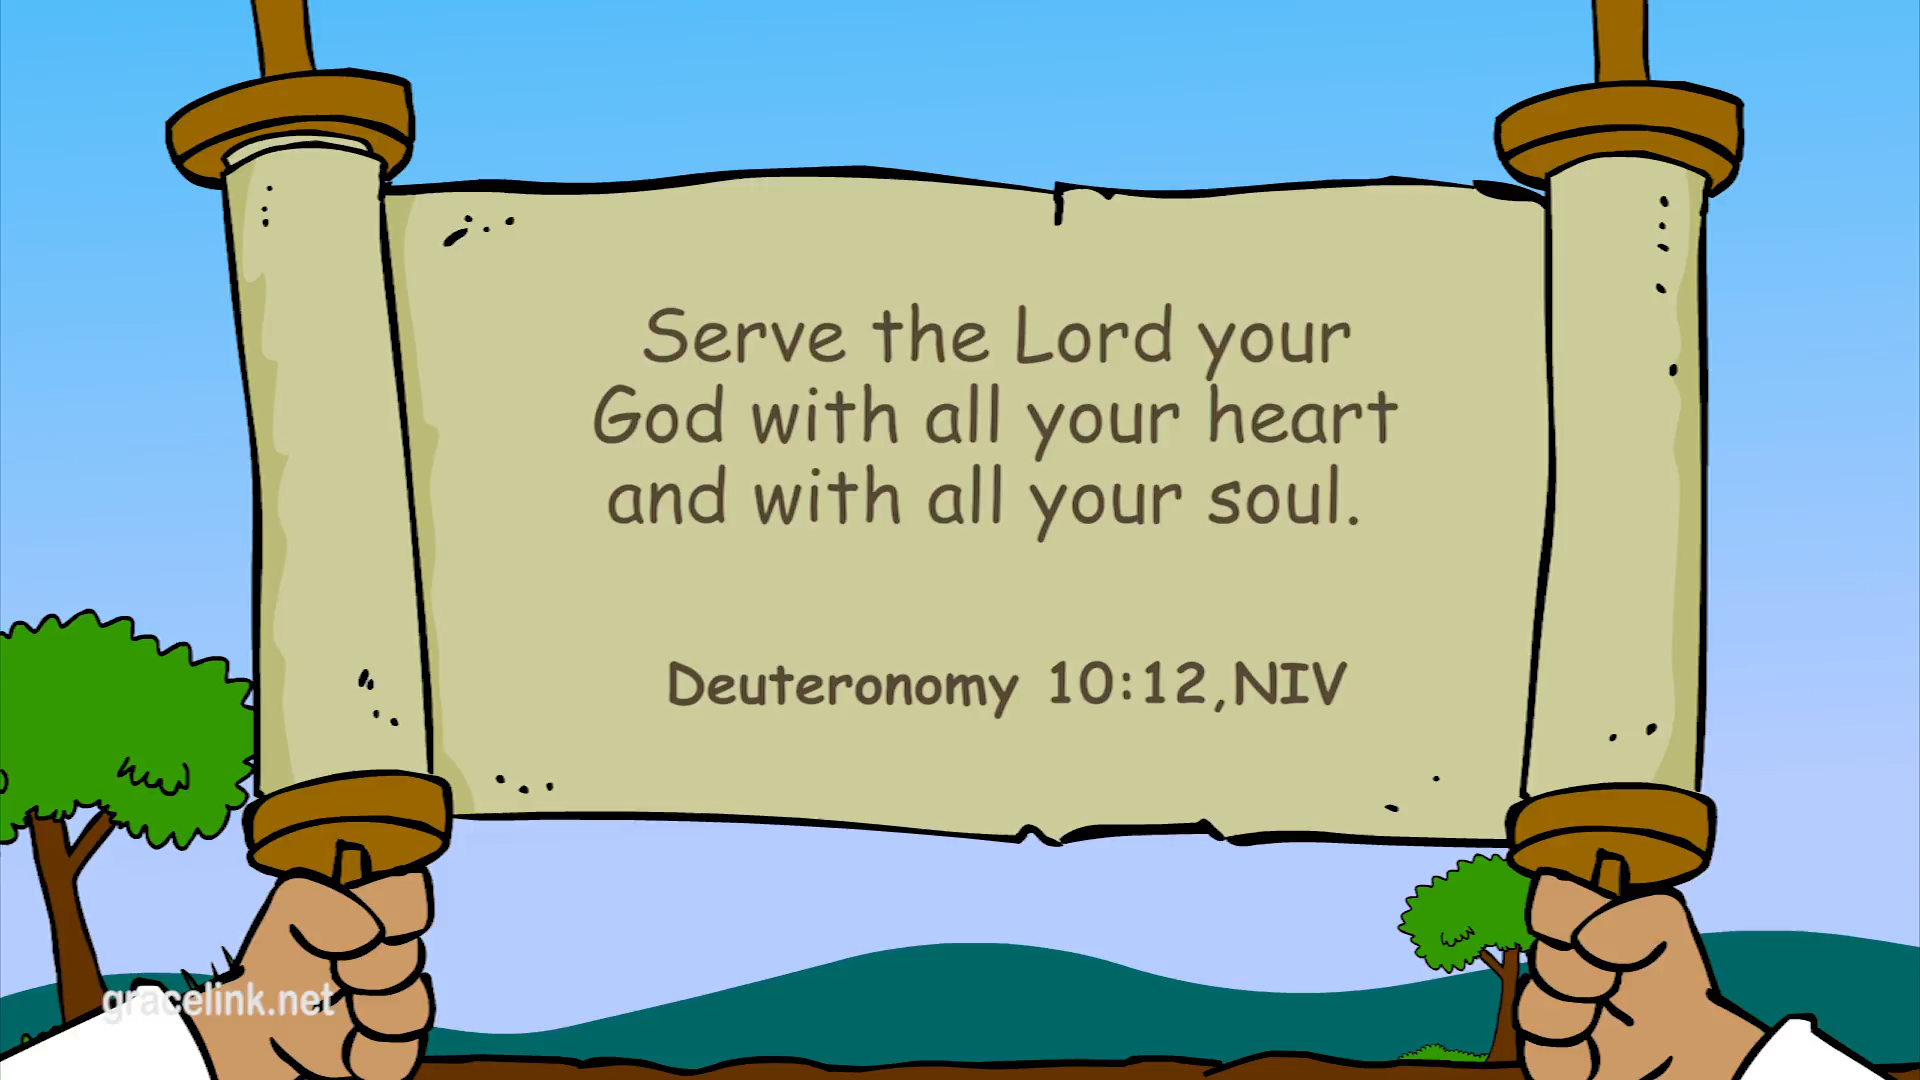 Serve the Lord your
God with all your heart
and with all your soul.
Deuteronomy 10:12,NIV
gracelink.net